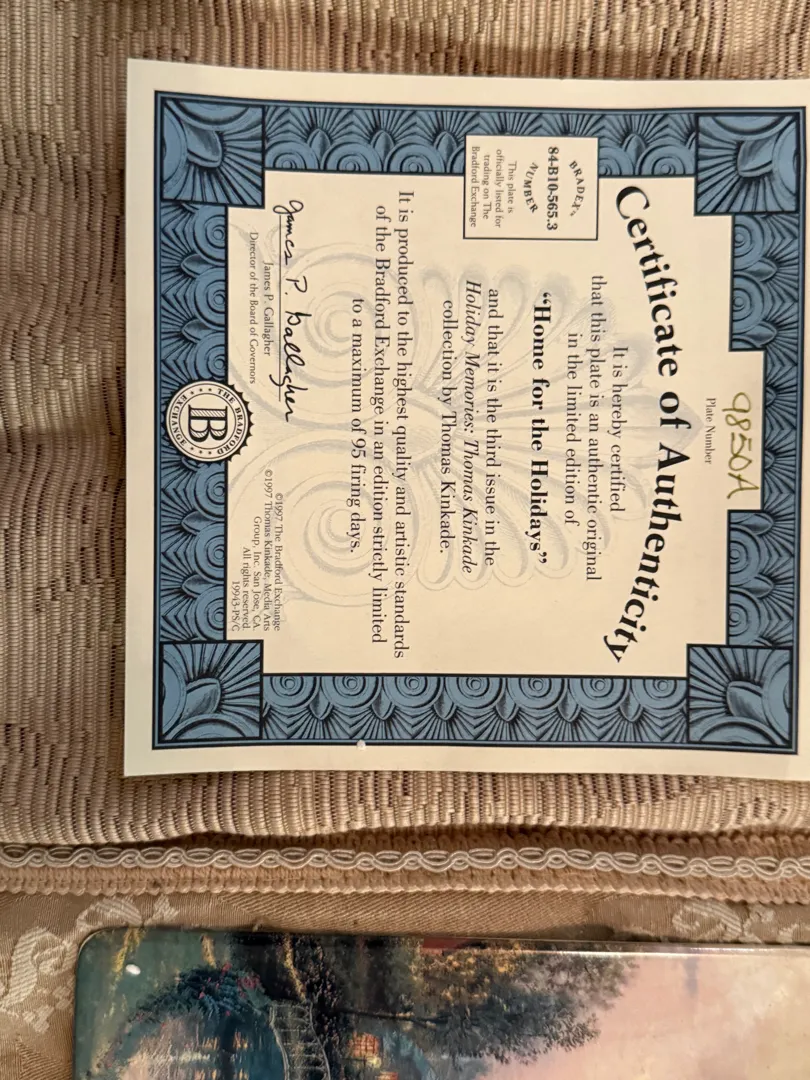 9850A
Plate Number
Certificate of Authenticity
BRADEX
84-B10-565.3
NUMBER
This plate is
officially listed for
trading on The
Bradford Exchange
It is hereby certified
that this plate is an authentic original
in the limited edition of
“Home for the Holidays”
and that it is the third issue in the
Holiday Memories: Thomas Kinkade
collection by Thomas Kinkade.
It is produced to the highest quality and artistic standards
of the Bradford Exchange in an edition strictly limited
to a maximum of 95 firing days.
James P. Gallagher
James P. Gallagher
Director of the Board of Governors
THE BRADFORD
B
EXCHANGE
©1997 The Bradford Exchange
©1997 Thomas Kinkade, Media Arts
Group, Inc. San Jose, CA.
All rights reserved.
19943-PS/C